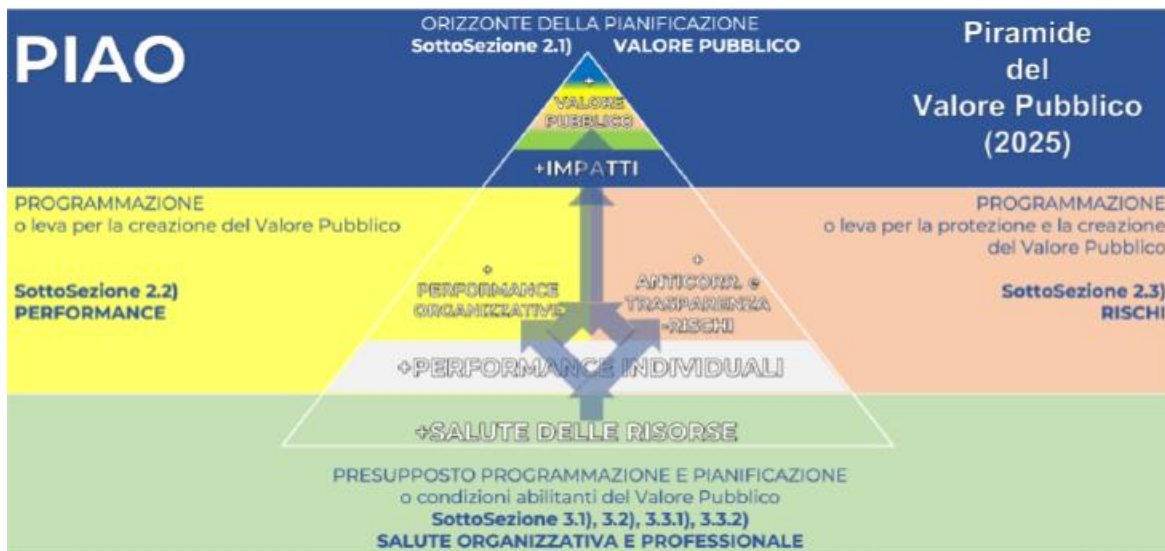 PIAO
ORIZZONTE DELLA PIANIFICAZIONE
SottoSezione 2.1) VALORE PUBBLICO
Piramide
del
Valore Pubblico
(2025)
+
VALORE
PUBBLICO
+IMPATTI
PROGRAMMAZIONE
o leva per la creazione del Valore Pubblico
SottoSezione 2.2)
PERFORMANCE
+
PERFORMANCE
ORGANIZZATIVE
+
ANTICORR. e
TRASPARENZA
-RISCHI
PROGRAMMAZIONE
o leva per la protezione e la creazione
del Valore Pubblico
SottoSezione 2.3)
RISCHI
+PERFORMANCE INDIVIDUALI
+SALUTE DELLE RISORSE
PRESUPPOSTO PROGRAMMAZIONE E PIANIFICAZIONE
o condizioni abilitanti del Valore Pubblico
SottoSezione 3.1), 3.2), 3.3.1), 3.3.2)
SALUTE ORGANIZZATIVA E PROFESSIONALE